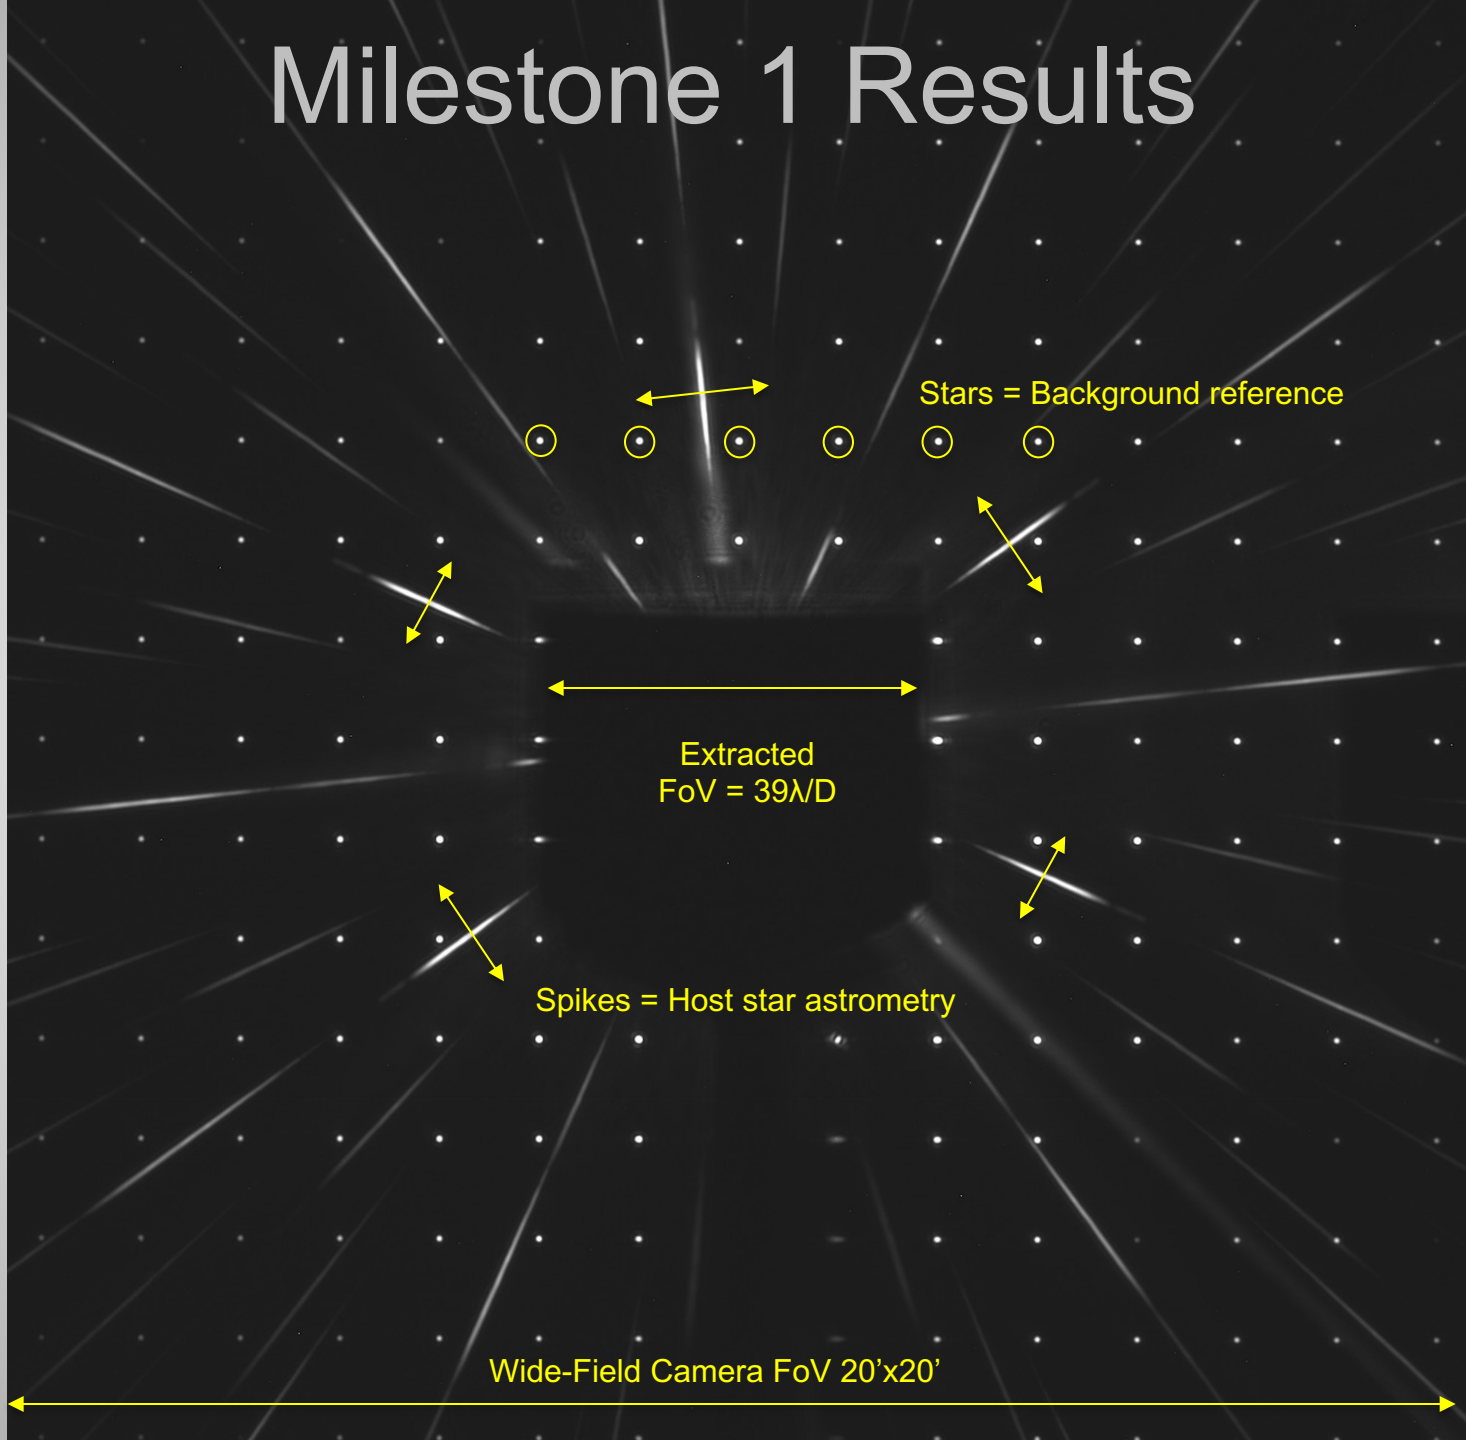 Milestone 1 Results
Stars = Background reference
Extracted
FoV = 39λ/D
Spikes = Host star astrometry
Wide-Field Camera FoV 20’x20’